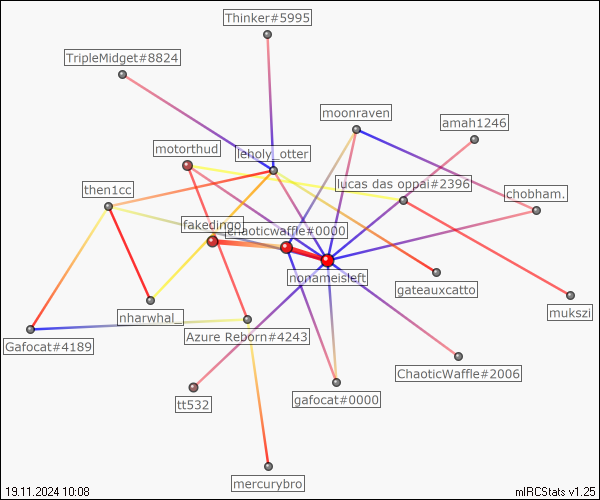 Thinker#5995
TripleMidget#8824
moonraven
amah1246
motorthud
leholy_otter
then1cc
lucas das oppai#2396
chobham.
fakedingo
chaoticwaffle#0000
nonameisleft
gateauxcatto
mukszi
nharwhal_
Azure Reborn#4243
Gafocat#4189
ChaoticWaffle#2006
tt532
gafocat#0000
mercurybro
19.11.2024 10:08
mIRCStats v1.25